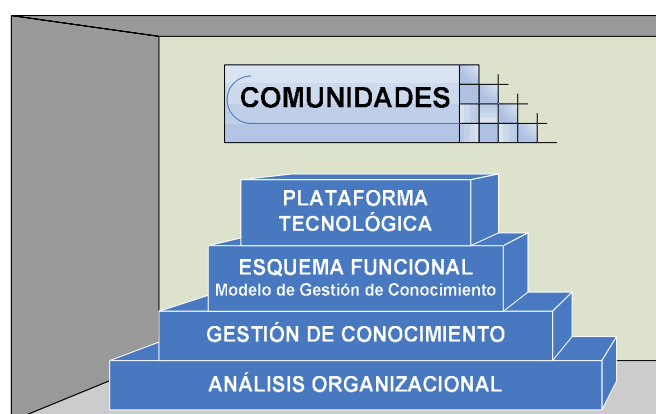 COMUNIDADES
PLATAFORMA
TECNOLÓGICA
ESQUEMA FUNCIONAL
Modelo de Gestión de Conocimiento
GESTIÓN DE CONOCIMIENTO
ANÁLISIS ORGANIZACIONAL